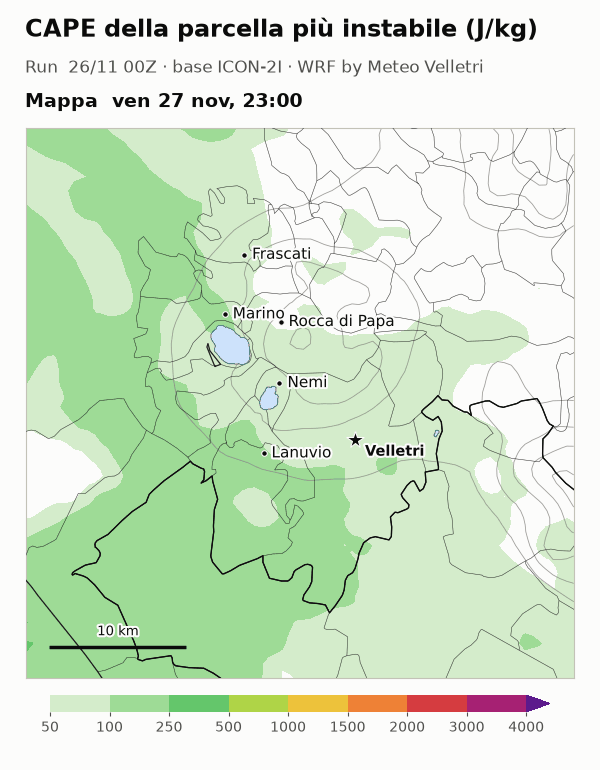 CAPE della parcella più instabile (J/kg)
Run  26/11 00Z · base ICON-2I · WRF by Meteo Velletri
Mappa  ven 27 nov, 23:00
Frascati
Marino
Rocca di Papa
Nemi
Velletri
Lanuvio
10 km
50 100 250 500 1000 1500 2000 3000 4000